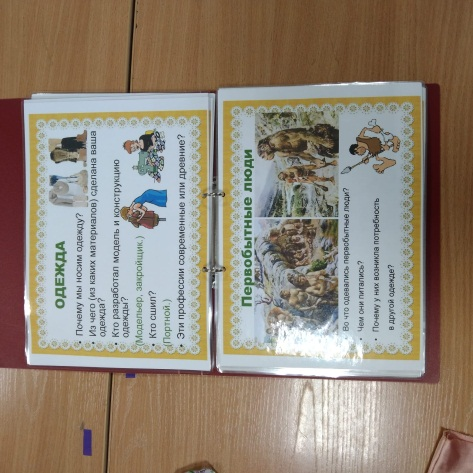 ОДЕЖДА
• Почему мы носим одежду?
• Из чего (из каких материалов) сделана ваша
одежда?
• Кто разработал модель и конструкцию
одежды?
(Модельер, закройщик.)
• Кто сшил?
(Портной.)
• Эти профессии современные или древние?
Первобытные люди
• Во что одевались первобытные люди?
• Чем они питались?
• Почему у них возникла потребность
в другой одежде?